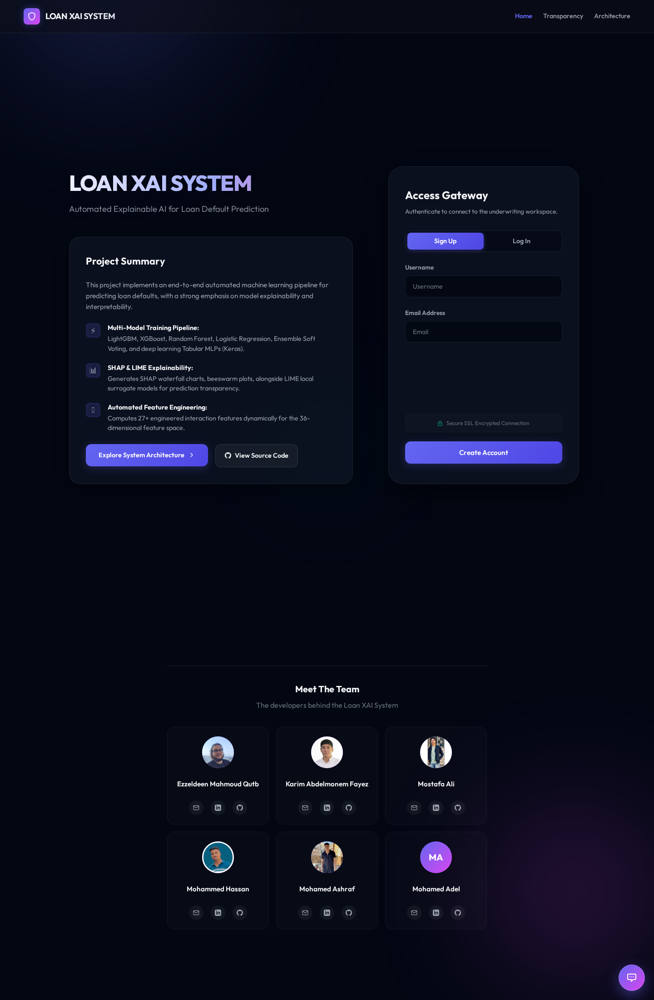 LOAN XAI SYSTEM
Home
Transparency
Architecture
LOAN XAI SYSTEM
Automated Explainable AI for Loan Default Prediction
Project Summary
This project implements an end-to-end automated machine learning pipeline for
predicting loan defaults, with a strong emphasis on model explainability and
interpretability.
Multi-Model Training Pipeline:
LightGBM, XGBoost, Random Forest, Logistic Regression, Ensemble Soft
Voting, and deep learning Tabular MLPs (Keras).
SHAP & LIME Explainability:
Generates SHAP waterfall charts, beeswarm plots, alongside LIME local
surrogate models for prediction transparency.
Automated Feature Engineering:
Computes 27+ engineered interaction features dynamically for the 36-
dimensional feature space.
Explore System Architecture
View Source Code
Access Gateway
Authenticate to connect to the underwriting workspace.
Sign Up
Log In
Username
Username
Email Address
Email
Secure SSL Encrypted Connection
Create Account
Meet The Team
The developers behind the Loan XAI System
Ezzeldeen Mahmoud Qutb
Karim Abdelmonem Fayez
Mostafa Ali
MA
Mohammed Hassan
Mohamed Ashraf
Mohamed Adel